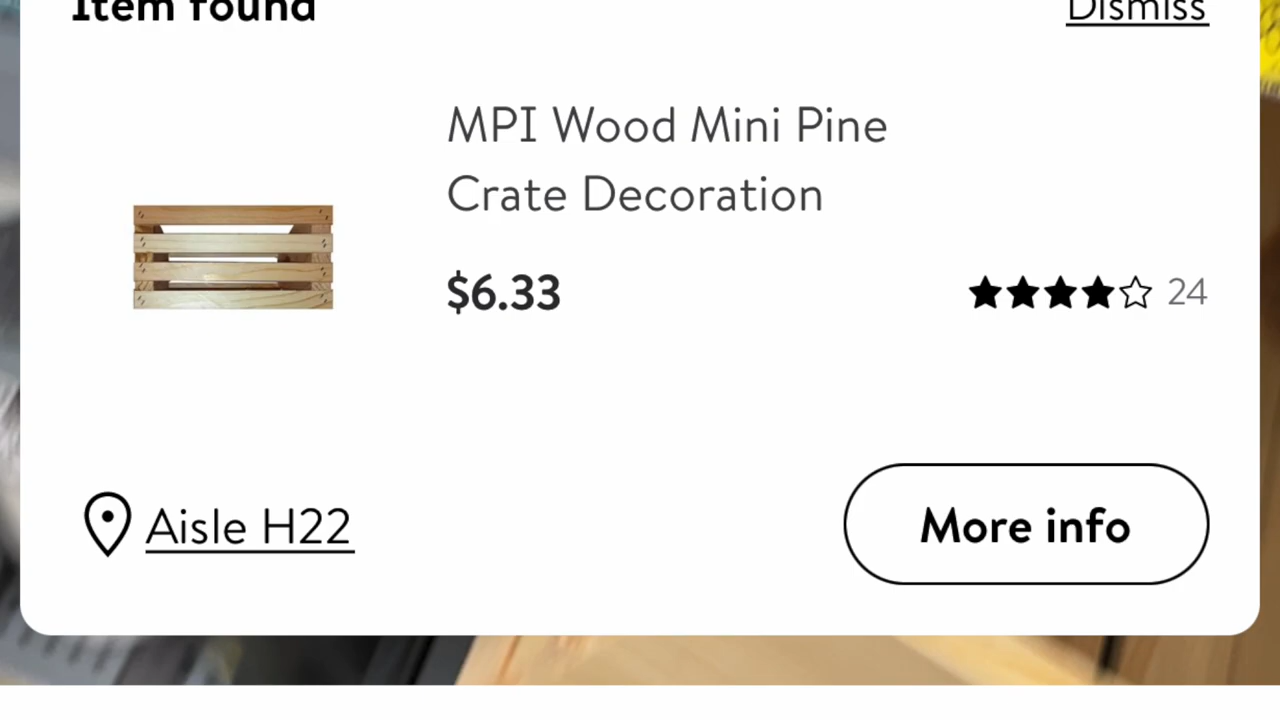 Item found
Dismiss
MPI Wood Mini Pine
Crate Decoration
$6.33
24
Aisle H22
More info